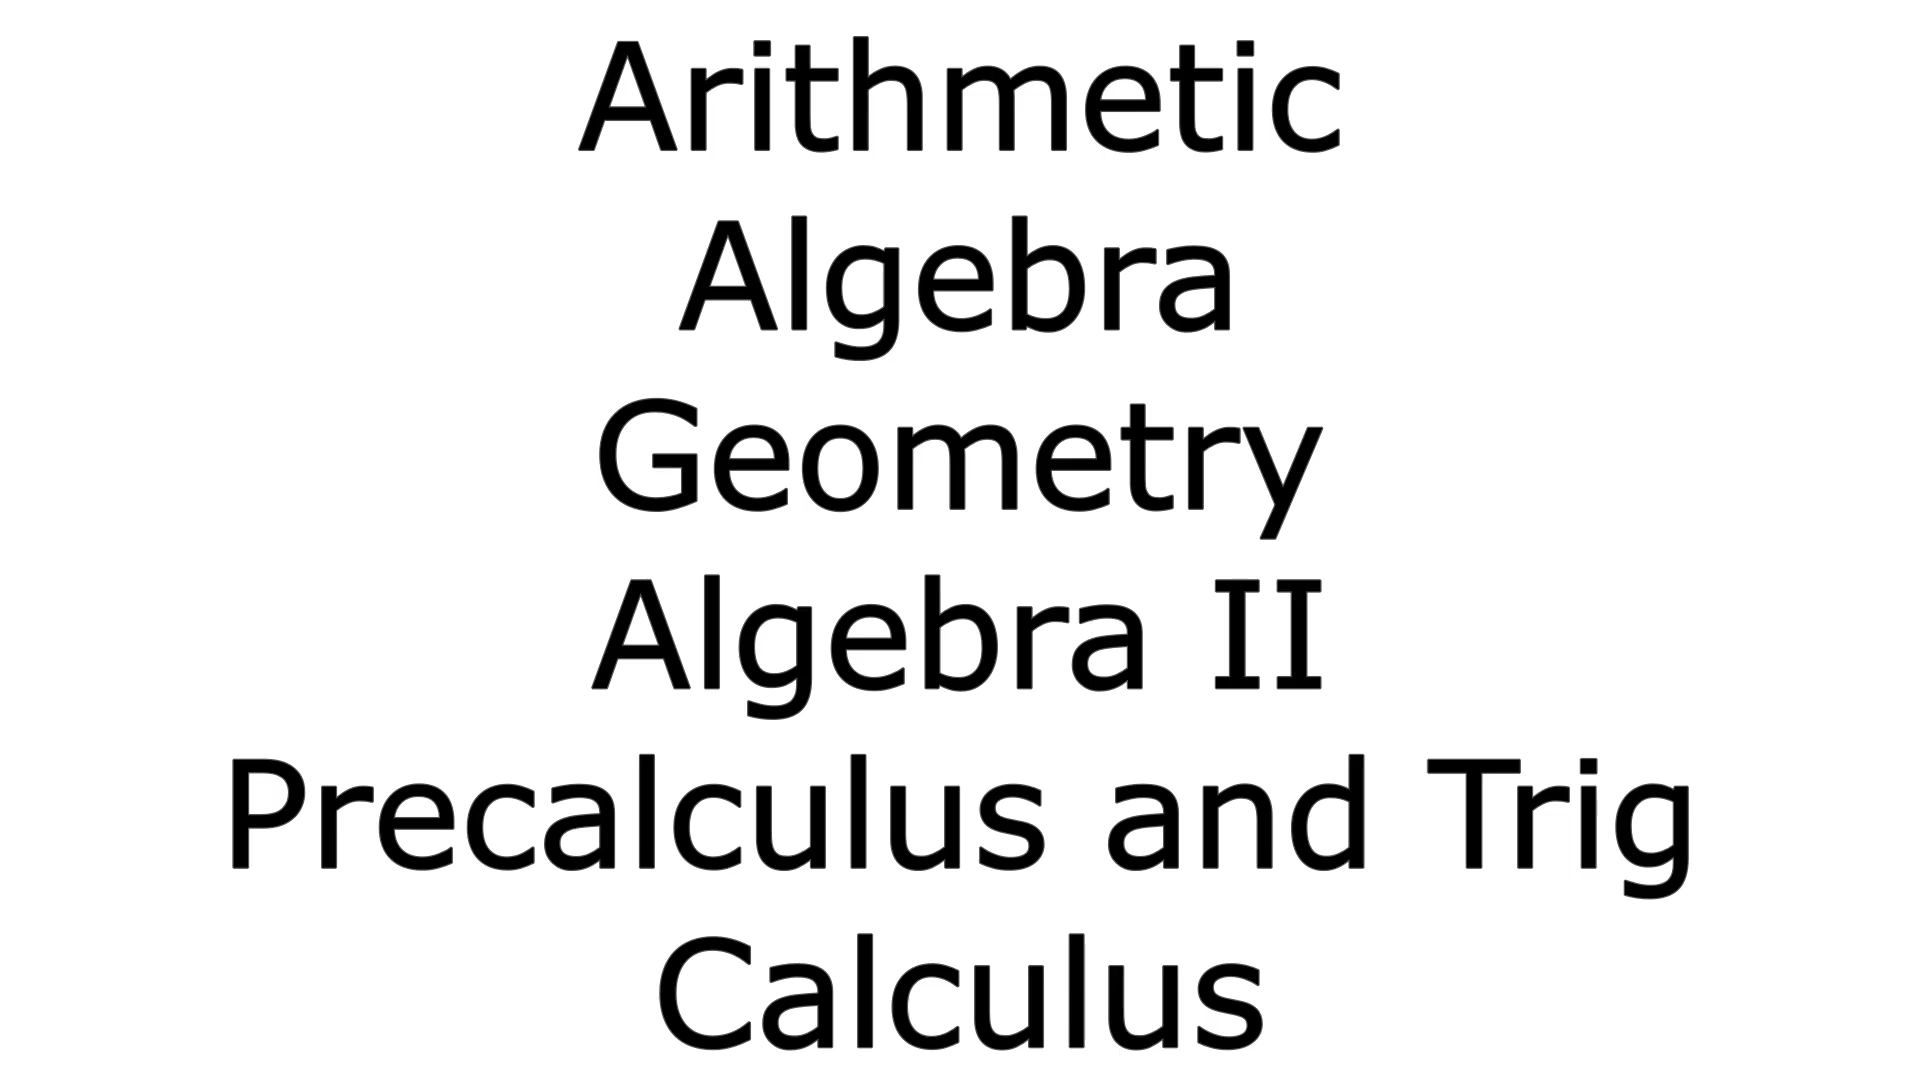 Arithmetic
Algebra
Geometry
Algebra II
Precalculus and Trig
Calculus